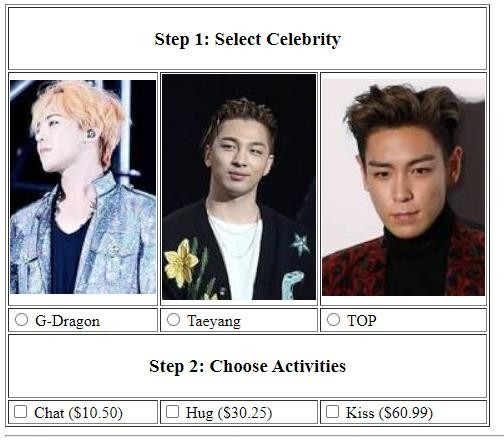 Step 1: Select Celebrity
G-Dragon Taeyang TOP
Step 2: Choose Activities
Chat ($10.50) Hug ($30.25) Kiss ($60.99)